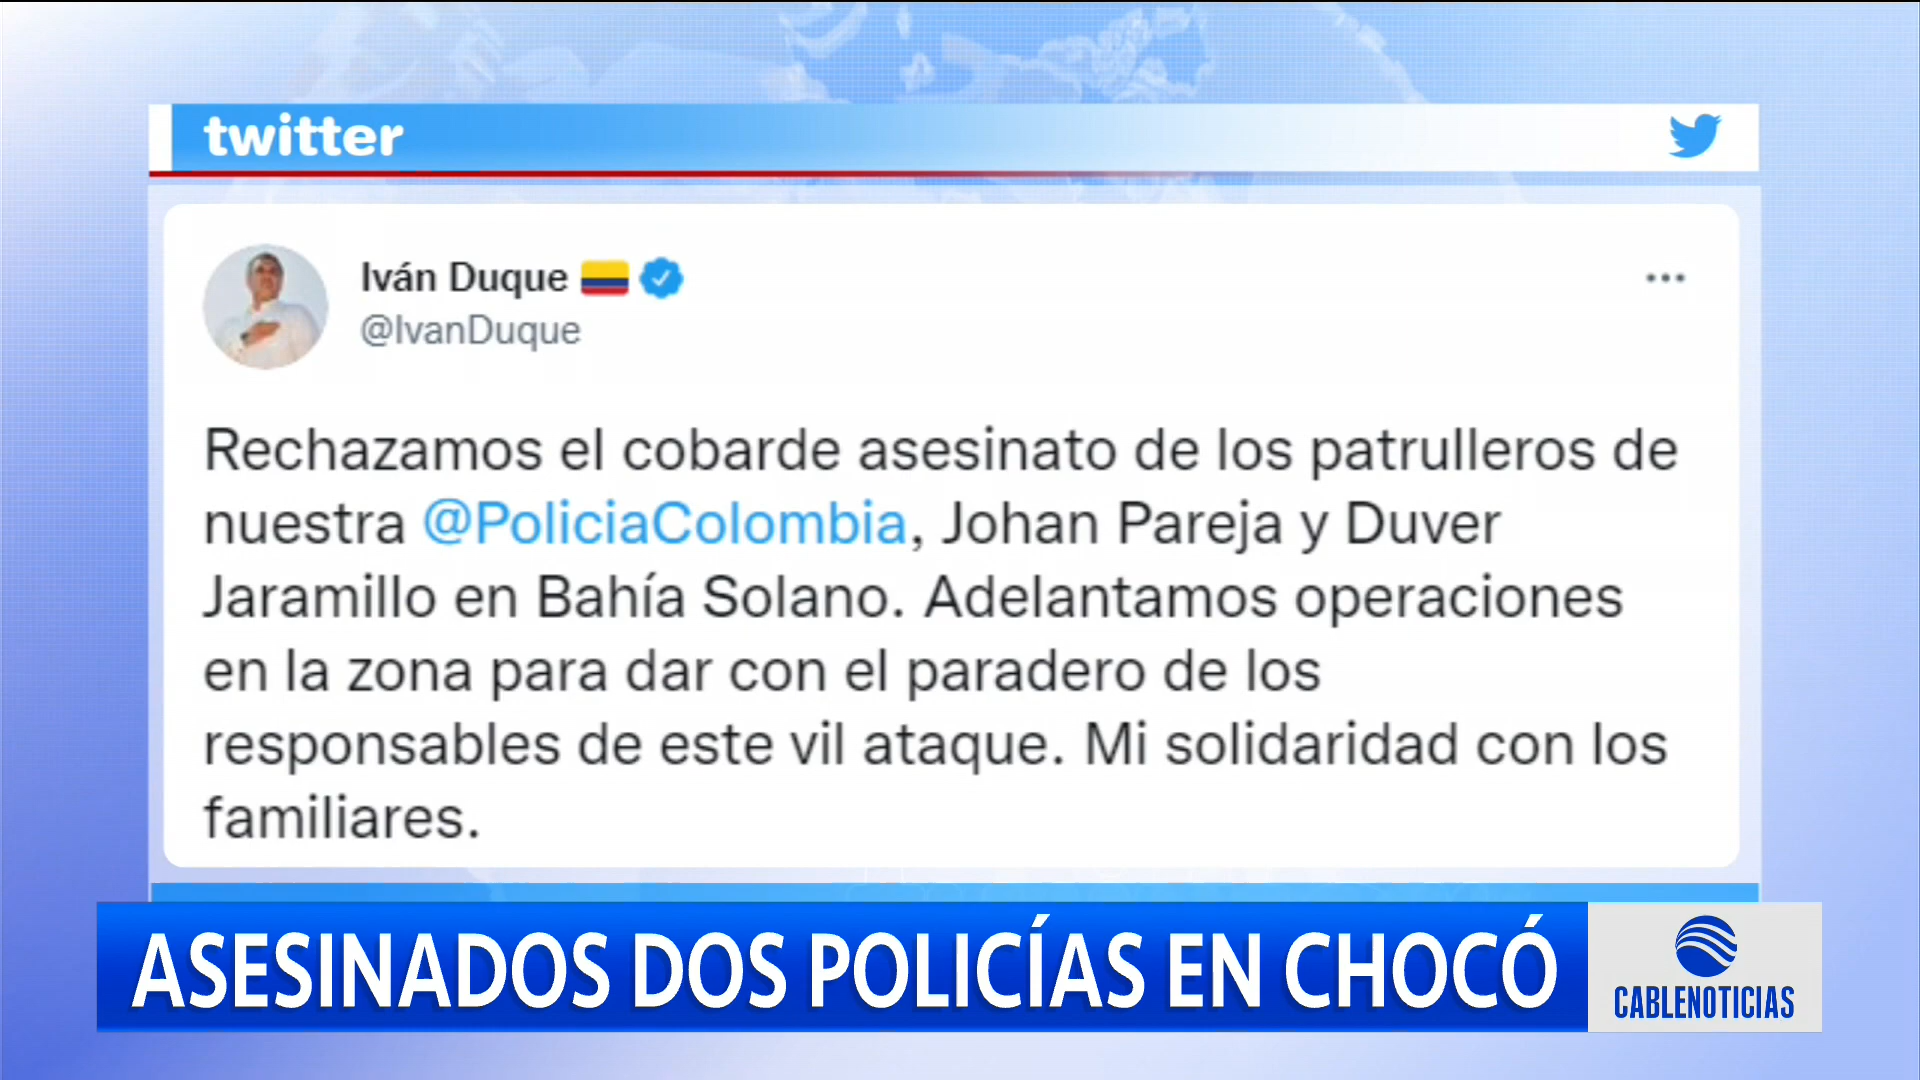 twitter
Iván Duque
@IvanDuque
Rechazamos el cobarde asesinato de los patrulleros de
nuestra @PoliciaColombia, Johan Pareja y Duver
Jaramillo en Bahía Solano. Adelantamos operaciones
en la zona para dar con el paradero de los
responsables de este vil ataque. Mi solidaridad con los
familiares.
ASESINADOS DOS POLICÍAS EN CHOCÓ
CABLENOTICIAS